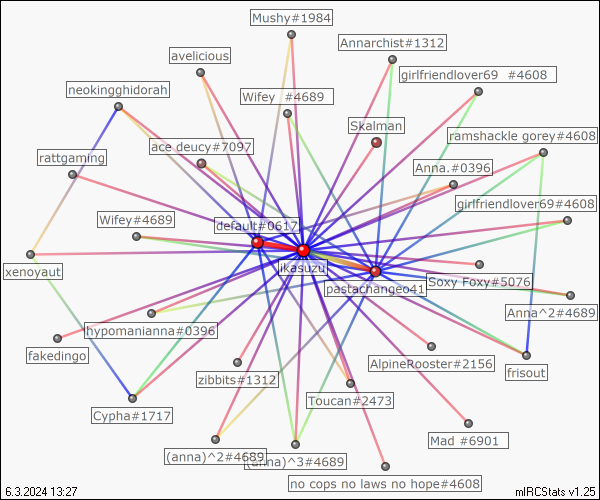 Mushy#1984
Annarchist#1312
avelicious
girlfriendlover69 #4608
neokingghidorah
Wifey #4689
Skalman
ramshackle gorey#4608
ace deucy#7097
rattgaming
Anna.#0396
girlfriendlover69#4608
Wifey#4689
default#0617
ikasuzu
xenoyaut
Soxy Foxy#5076
pastachangeo41
Anna^2#4689
hypomanianna#0396
fakedingo
AlpineRooster#2156
frisout
zibbits#1312
Toucan#2473
Cypha#1717
Mad #6901
(anna)^2#4689
(anna)^3#4689
no cops no laws no hope#4608
6.3.2024 13:27
mIRCStats v1.25